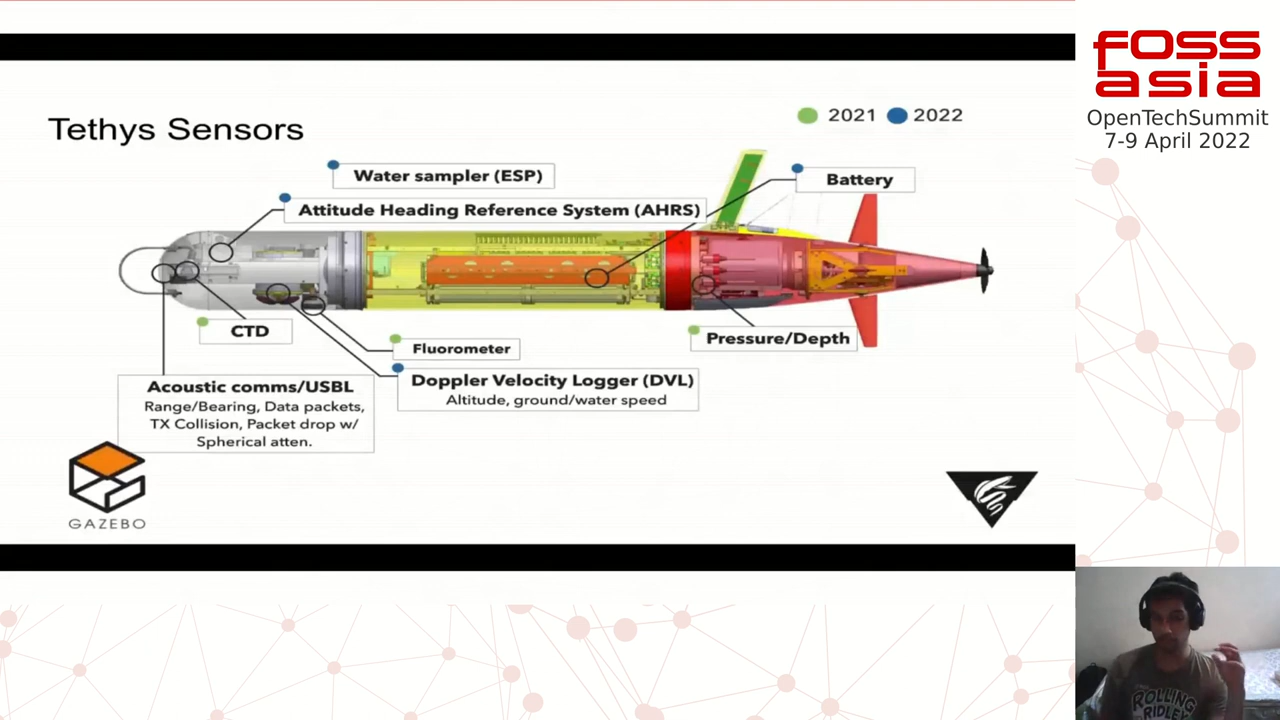 Tethys Sensors
2021
2022
Water sampler (ESP)
Attitude Heading Reference System (AHRS)
Battery
CTD
Fluorometer
Pressure/Depth
Doppler Velocity Logger (DVL)
Altitude, ground/water speed
Acoustic comms/USBL
Range/Bearing, Data packets,
TX Collision, Packet drop w/
Spherical atten.
GAZEBO
foss
asia
OpenTechSummit
7-9 April 2022
ROLLING
RIDLEY